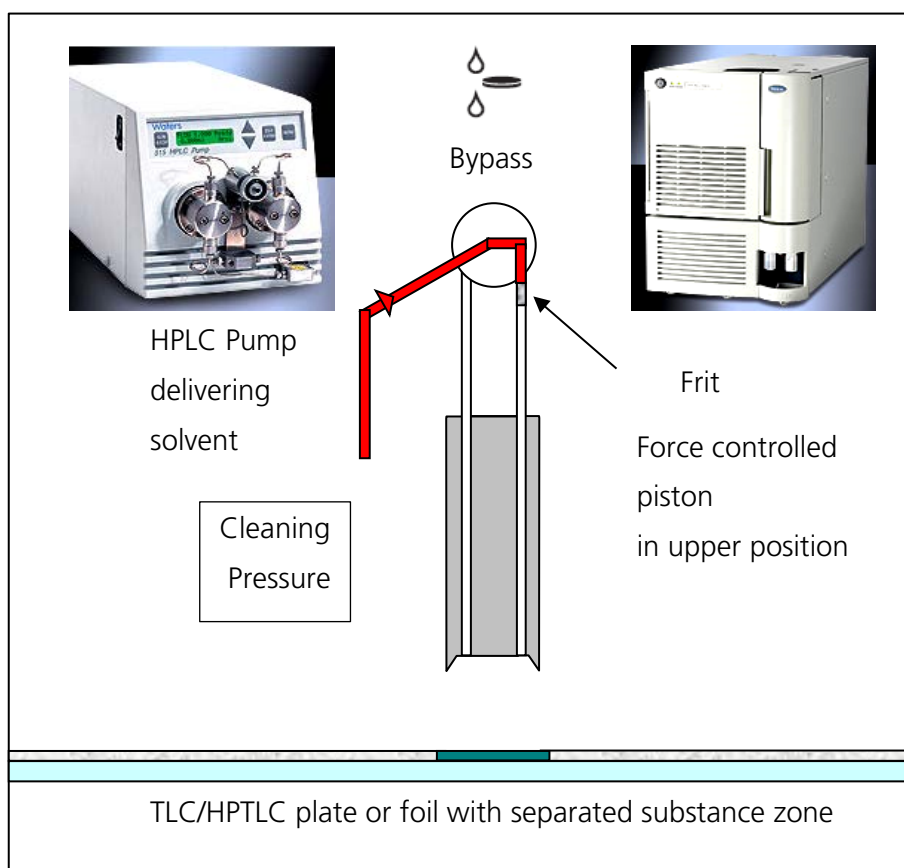 Waters
515 HPLC Pump
Bypass
HPLC Pump
delivering
solvent
Frit
Force controlled
piston
in upper position
Cleaning
Pressure
TLC/HPTLC plate or foil with separated substance zone